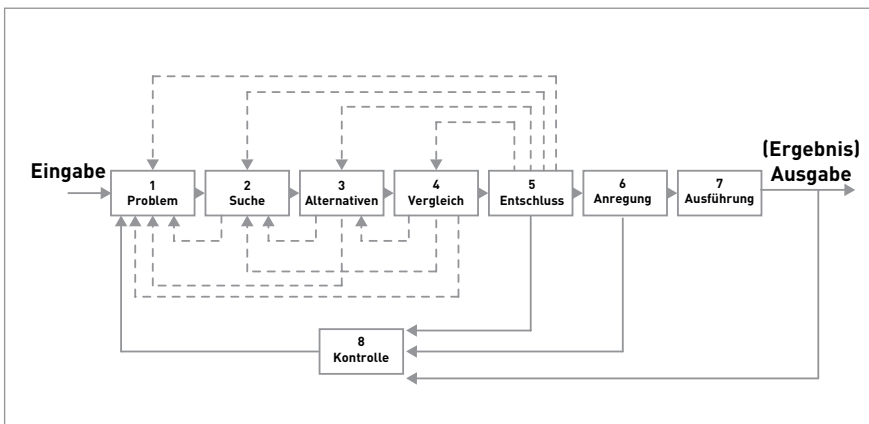 Eingabe
1
Problem
2
Suche
3
Alternativen
4
Vergleich
5
Entschluss
6
Anregung
7
Ausführung
(Ergebnis)
Ausgabe
8
Kontrolle